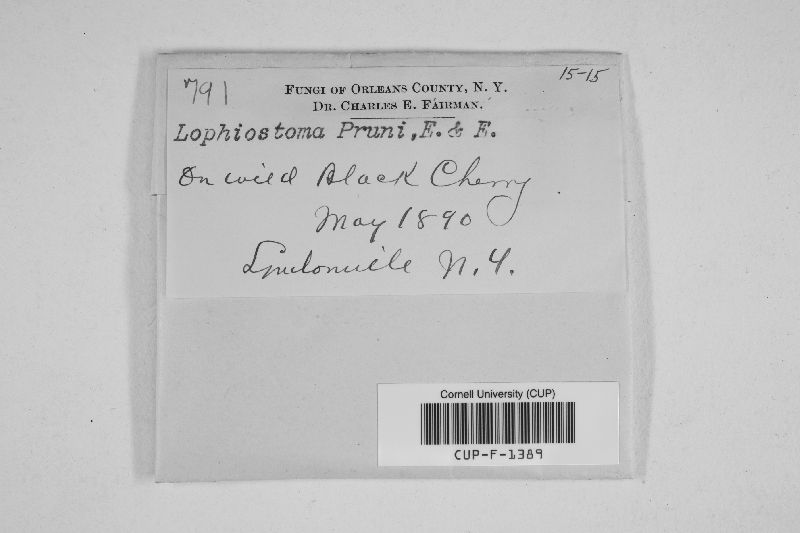 791
15-15
Fungi of Orleans County, N. Y.
Dr. Charles E. Fairman.
Lophiostoma Pruni, E. & E.
On wild Black Cherry
May 1890
Lyndonville N.Y.
Cornell University (CUP)
CUP-F-1389